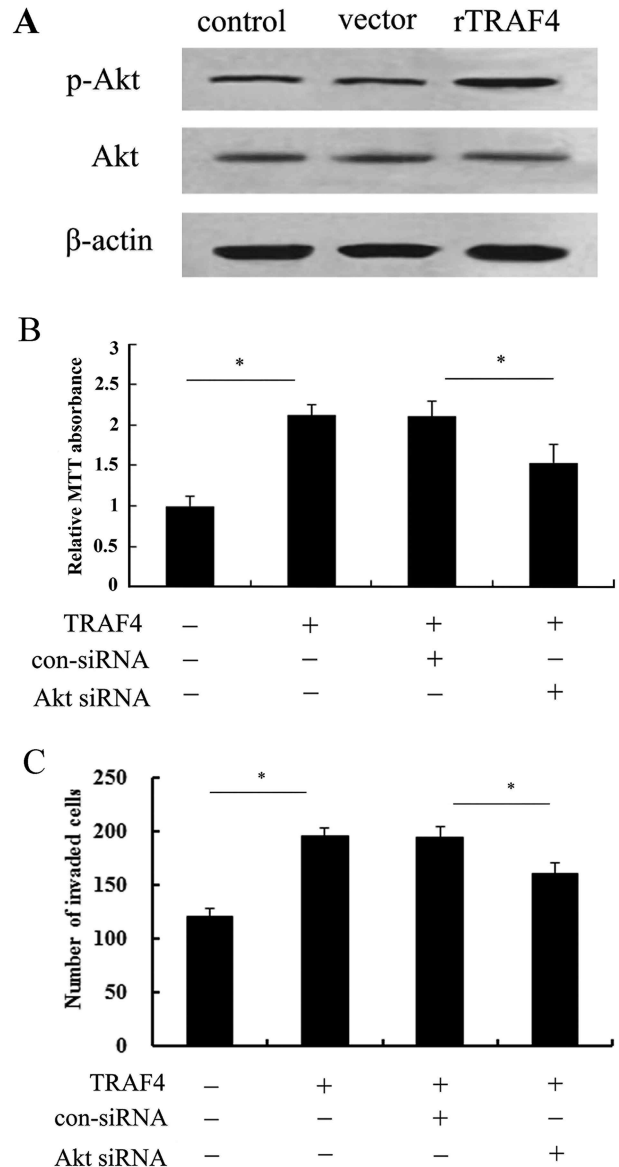 A
control vector rTRAF4
p-Akt
Akt
β-actin
B
Relative MTT absorbance
3
2.5
2
1.5
1
0.5
0
* *
TRAF4 – + + +
con-siRNA – – + –
Akt siRNA – – – +
C
Number of invaded cells
250
200
150
100
50
0
* *
TRAF4 – + + +
con-siRNA – – + –
Akt siRNA – – – +